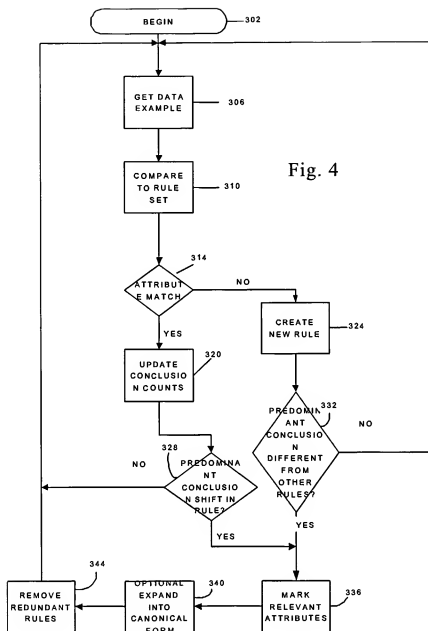 BEGIN
302
GET DATA
EXAMPLE
306
COMPARE
TO RULE
SET
310
Fig. 4
314
ATTRIBUT
E MATCH
NO
YES
CREATE
NEW RULE
324
UPDATE
CONCLUSIO
N COUNTS
320
328
NO
PREDOMINA
NT
CONCLUSIO
N SHIFT IN
RULE?
YES
332
PREDOMIN
ANT
CONCLUSIO
N
DIFFERENT
FROM
OTHER
RULES?
NO
YES
344
REMOVE
REDUNDANT
RULES
340
OPTIONAL
EXPAND
INTO
CANONICAL
FORM
MARK
RELEVANT
ATTRIBUTES
336